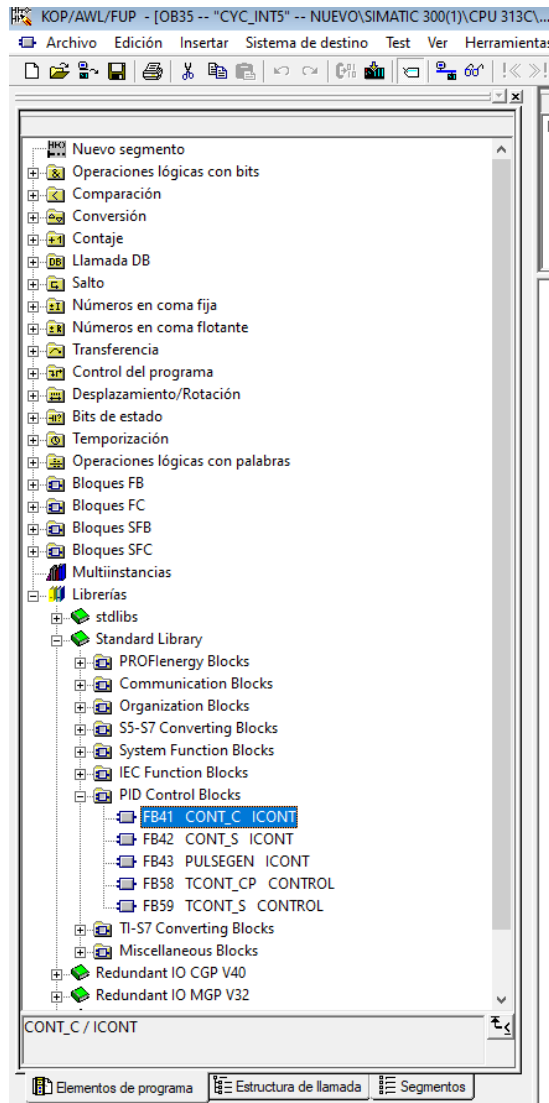 KOP/AWL/FUP - [OB35 -- "CYC_INT5" -- NUEVO\SIMATIC 300(1)\CPU 313C\...
Archivo Edición Insertar Sistema de destino Test Ver Herramientas
Nuevo segmento
Operaciones lógicas con bits
Comparación
Conversión
Contaje
Llamada DB
Salto
Números en coma fija
Números en coma flotante
Transferencia
Control del programa
Desplazamiento/Rotación
Bits de estado
Temporización
Operaciones lógicas con palabras
Bloques FB
Bloques FC
Bloques SFB
Bloques SFC
Multiinstancias
Librerías
stdlibs
Standard Library
PROFIenergy Blocks
Communication Blocks
Organization Blocks
S5-S7 Converting Blocks
System Function Blocks
IEC Function Blocks
PID Control Blocks
FB41 CONT_C ICONT
FB42 CONT_S ICONT
FB43 PULSEGEN ICONT
FB58 TCONT_CP CONTROL
FB59 TCONT_S CONTROL
TI-S7 Converting Blocks
Miscellaneous Blocks
Redundant IO CGP V40
Redundant IO MGP V32
CONT_C / ICONT
Elementos de programa Estructura de llamada Segmentos